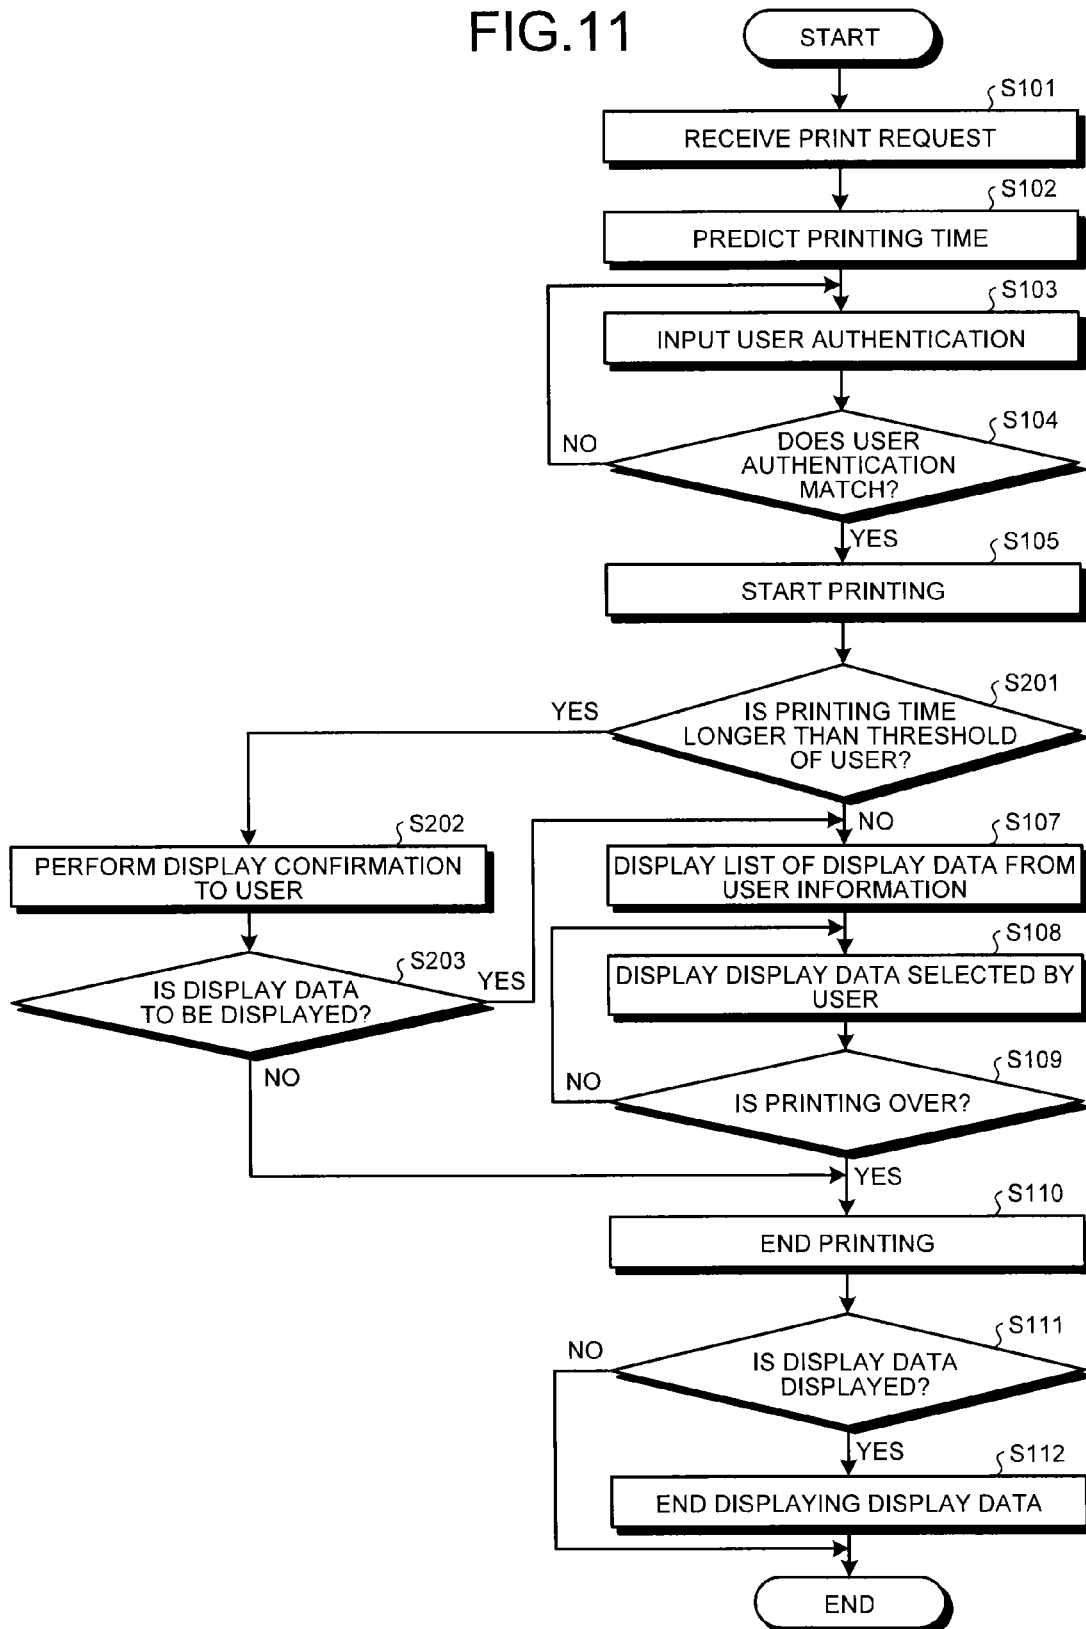 FIG.11
START
S101
RECEIVE PRINT REQUEST
S102
PREDICT PRINTING TIME
S103
INPUT USER AUTHENTICATION
S104
NO
DOES USER
AUTHENTICATION
MATCH?
YES
S105
START PRINTING
S201
YES
IS PRINTING TIME
LONGER THAN THRESHOLD
OF USER?
NO
S202
PERFORM DISPLAY CONFIRMATION
TO USER
S107
DISPLAY LIST OF DISPLAY DATA FROM
USER INFORMATION
S203
YES
IS DISPLAY DATA
TO BE DISPLAYED?
NO
S108
DISPLAY DISPLAY DATA SELECTED BY
USER
S109
NO
IS PRINTING OVER?
YES
S110
END PRINTING
S111
NO
IS DISPLAY DATA
DISPLAYED?
YES
S112
END DISPLAYING DISPLAY DATA
END